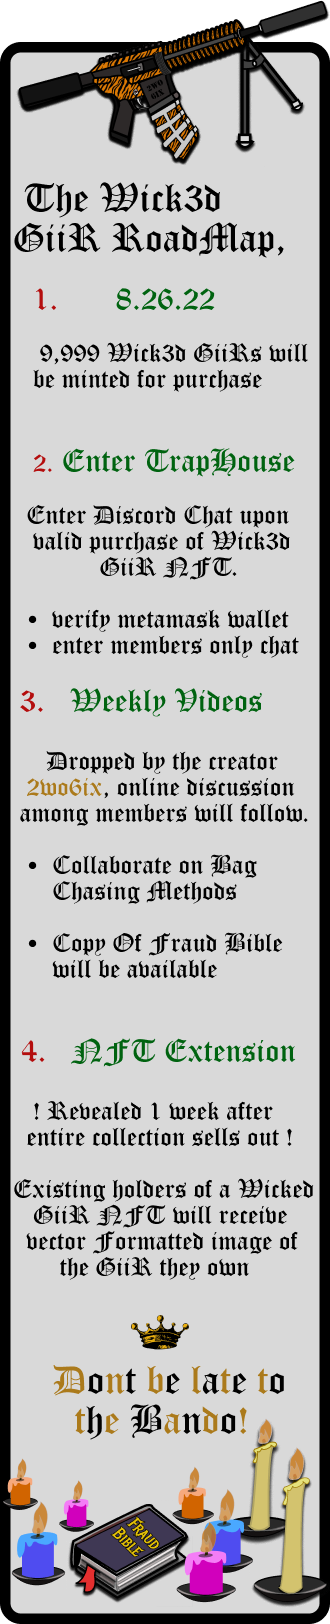 2WO
6IX
The Wick3d
GiiR RoadMap,
1. 8.26.22
9,999 Wick3d GiiRs will
be minted for purchase
2. Enter TrapHouse
Enter Discord Chat upon
valid purchase of Wick3d
GiiR NFT.
• verify metamask wallet
• enter members only chat
3. Weekly Videos
Dropped by the creator
2wo6ix, online discussion
among members will follow.
• Collaborate on Bag
Chasing Methods
• Copy Of Fraud Bible
will be available
4. NFT Extension
! Revealed 1 week after
entire collection sells out !
Existing holders of a Wicked
GiiR NFT will receive
vector Formatted image of
the GiiR they own
Dont be late to
the Bando!
FRAUD
BIBLE